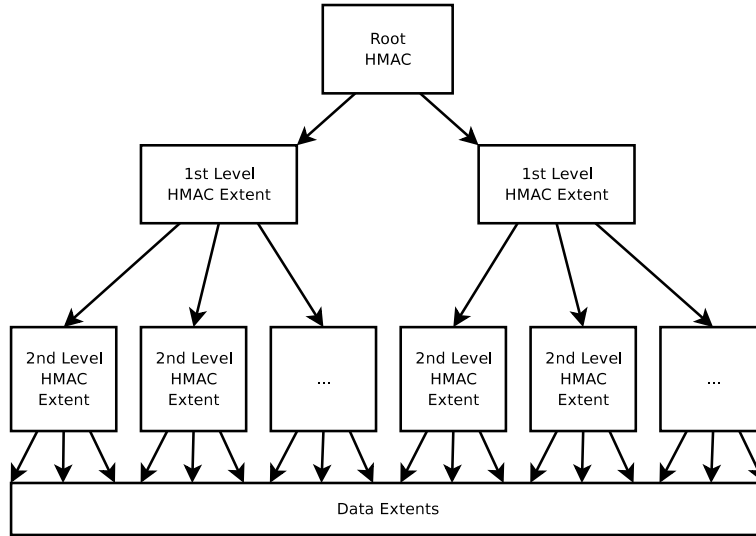 Root
HMAC
1st Level
HMAC Extent
1st Level
HMAC Extent
2nd Level
HMAC
Extent
2nd Level
HMAC
Extent
...
2nd Level
HMAC
Extent
2nd Level
HMAC
Extent
...
Data Extents